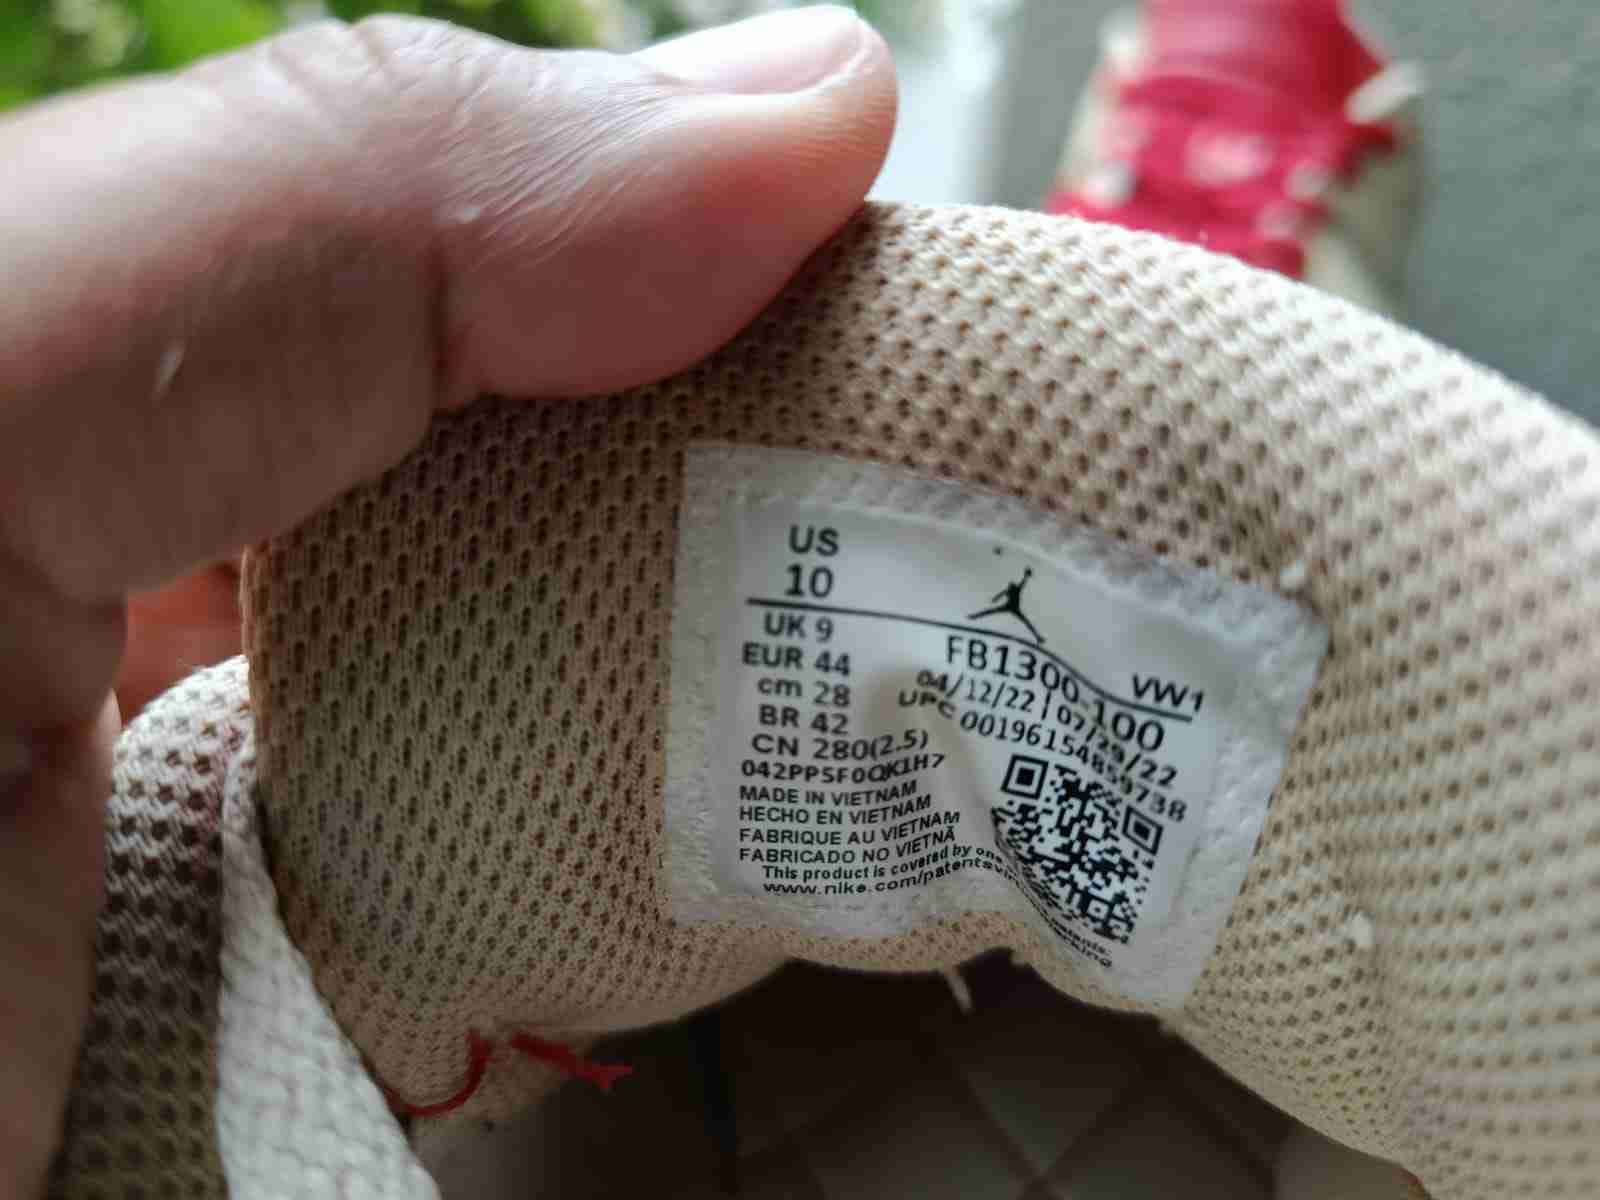 US
10
UK 9
EUR 44
cm 28
BR 42
CN 280(2.5)
042PPSF0QK1H7
MADE IN VIETNAM
HECHO EN VIETNAM
FABRIQUE AU VIETNAM
FABRICADO NO VIETNÃ
This product is covered by one
www.nike.com/patents
VW1
FB1300-100
04/12/22 | 07/29/22
UPC 00196154859738